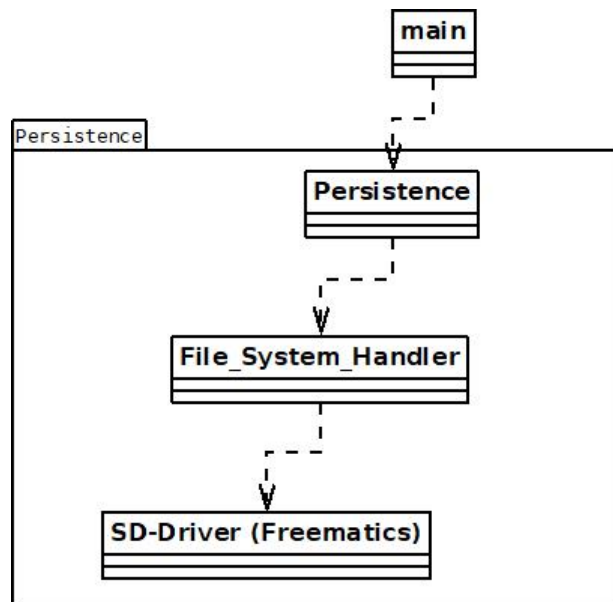 main
Persistence
Persistence
File_System_Handler
SD-Driver (Freematics)